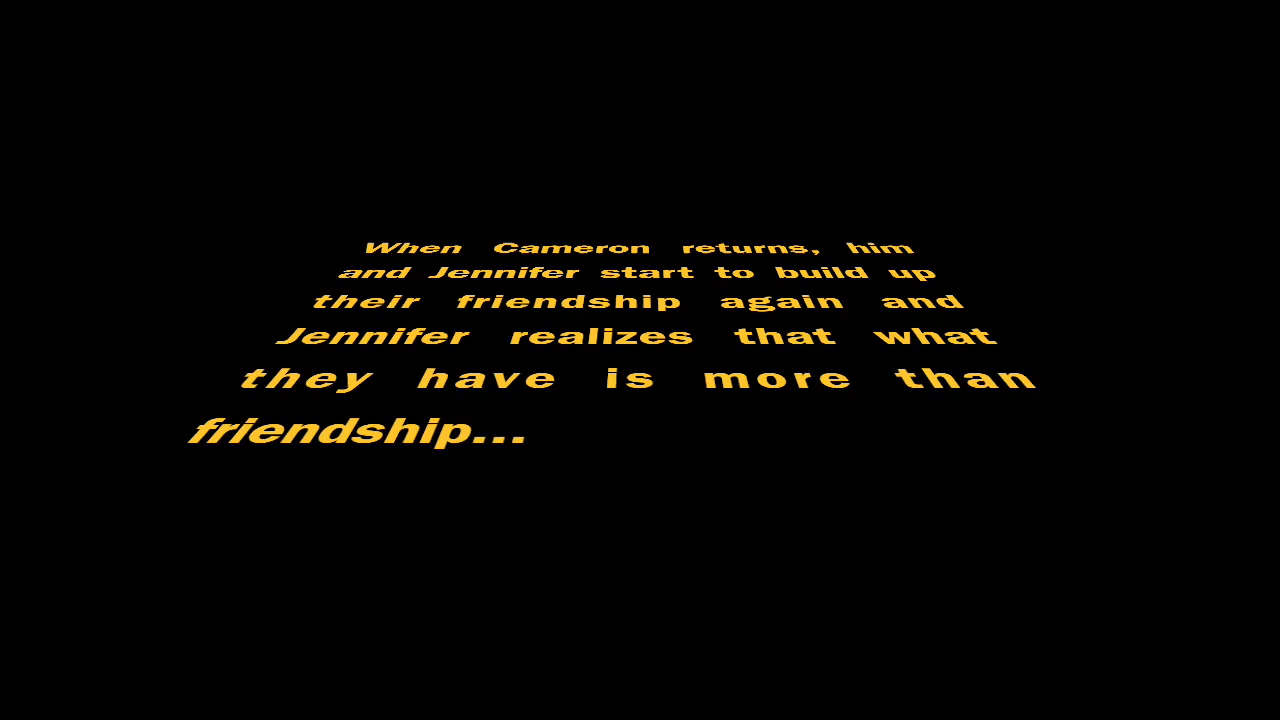 When Cameron returns, him
and Jennifer start to build up
their friendship again and
Jennifer realizes that what
they have is more than
friendship...